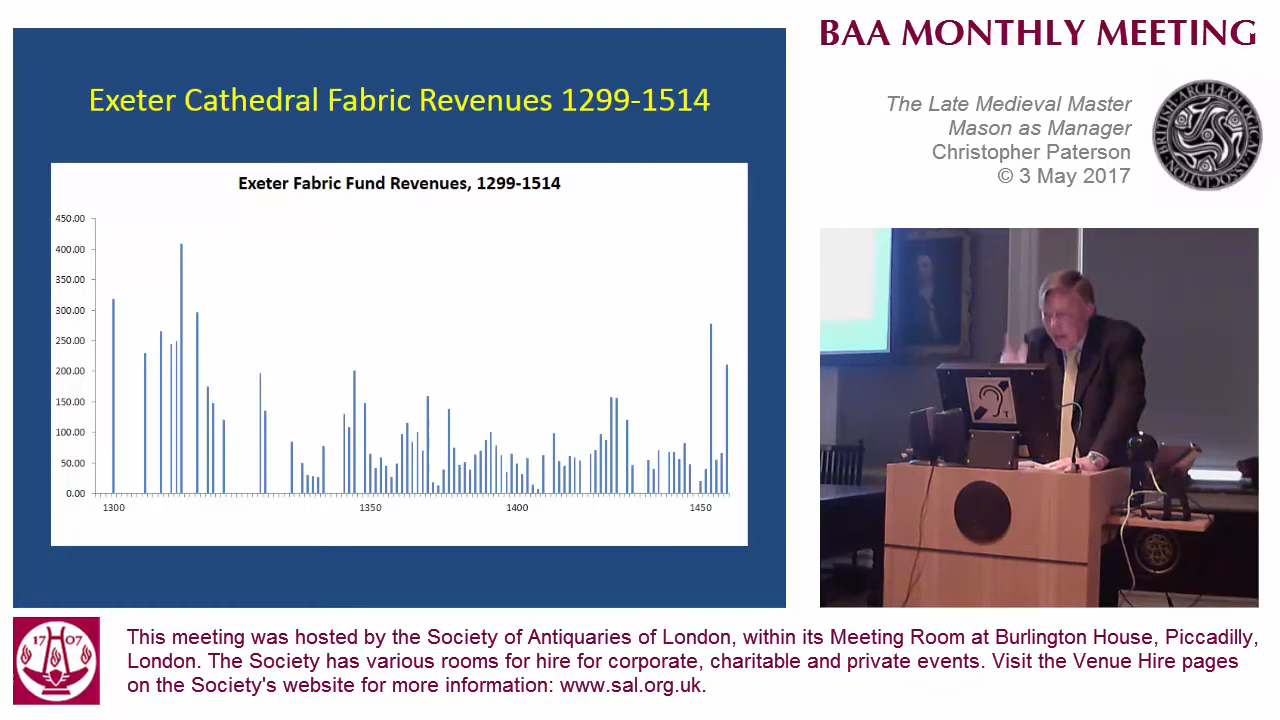 Exeter Cathedral Fabric Revenues 1299-1514
Exeter Fabric Fund Revenues, 1299-1514
450.00
400.00
350.00
300.00
250.00
200.00
150.00
100.00
50.00
0.00
1300 1350 1400 1450
BAA MONTHLY MEETING
The Late Medieval Master
Mason as Manager
Christopher Paterson
© 3 May 2017
BRITISH ARCHÆOLOGICAL ASSOCIATION
T
1707
This meeting was hosted by the Society of Antiquaries of London, within its Meeting Room at Burlington House, Piccadilly,
London. The Society has various rooms for hire for corporate, charitable and private events. Visit the Venue Hire pages
on the Society's website for more information: www.sal.org.uk.